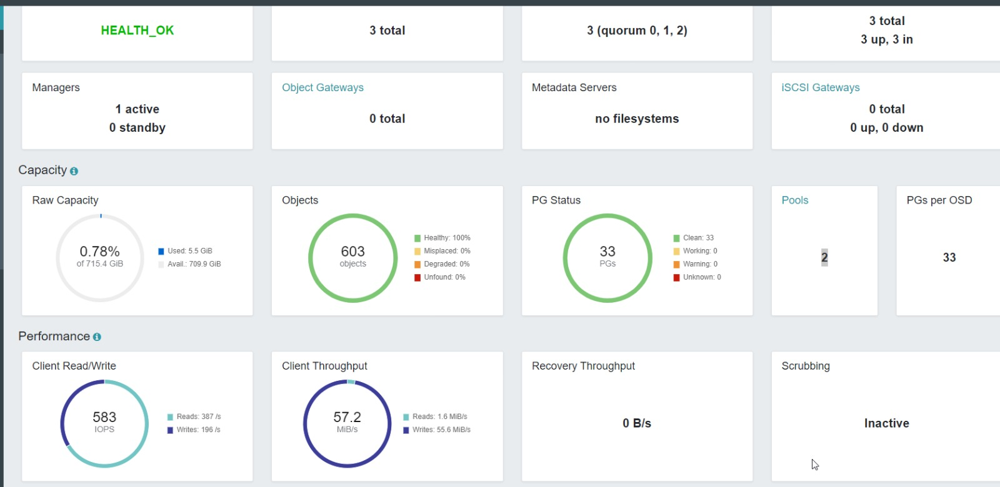 HEALTH_OK
3 total
3 (quorum 0, 1, 2)
3 total
3 up, 3 in
Managers
1 active
0 standby
Object Gateways
0 total
Metadata Servers
no filesystems
iSCSI Gateways
0 total
0 up, 0 down
Capacity
Raw Capacity
0.78%
of 715.4 GiB
Used: 5.5 GiB
Avail.: 709.9 GiB
Objects
603
objects
Healthy: 100%
Misplaced: 0%
Degraded: 0%
Unfound: 0%
PG Status
33
PGs
Clean: 33
Working: 0
Warning: 0
Unknown: 0
Pools
2
PGs per OSD
33
Performance
Client Read/Write
583
IOPS
Reads: 387 /s
Writes: 196 /s
Client Throughput
57.2
MiB/s
Reads: 1.6 MiB/s
Writes: 55.6 MiB/s
Recovery Throughput
0 B/s
Scrubbing
Inactive